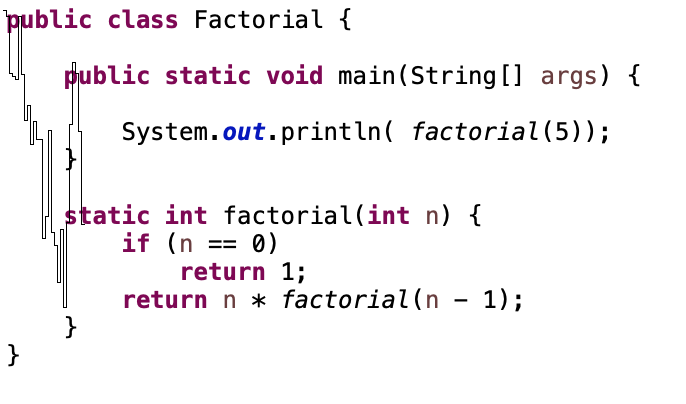 public class Factorial {
public static void main(String[] args) {
System.out.println( factorial(5));
}
static int factorial(int n) {
if (n == 0)
return 1;
return n * factorial(n - 1);
}
}